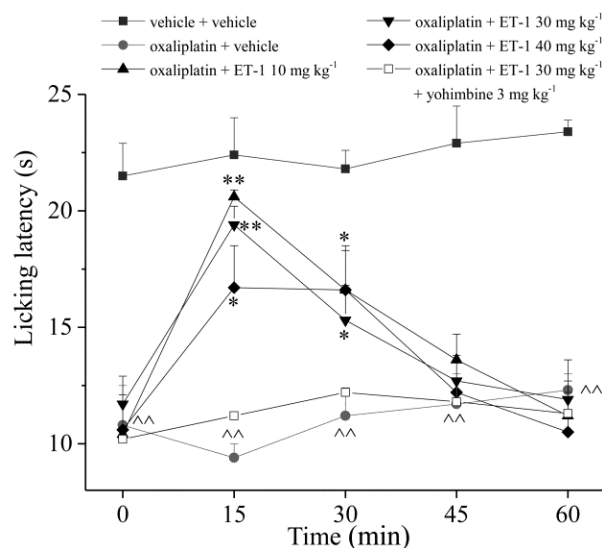 vehicle + vehicle
oxaliplatin + vehicle
oxaliplatin + ET-1 10 mg kg⁻¹
oxaliplatin + ET-1 30 mg kg⁻¹
oxaliplatin + ET-1 40 mg kg⁻¹
oxaliplatin + ET-1 30 mg kg⁻¹
+ yohimbine 3 mg kg⁻¹
Licking latency (s)
25
20
15
10
**
**
*
*
*
^^
^^
^^
^^
^^
0 15 30 45 60
Time (min)